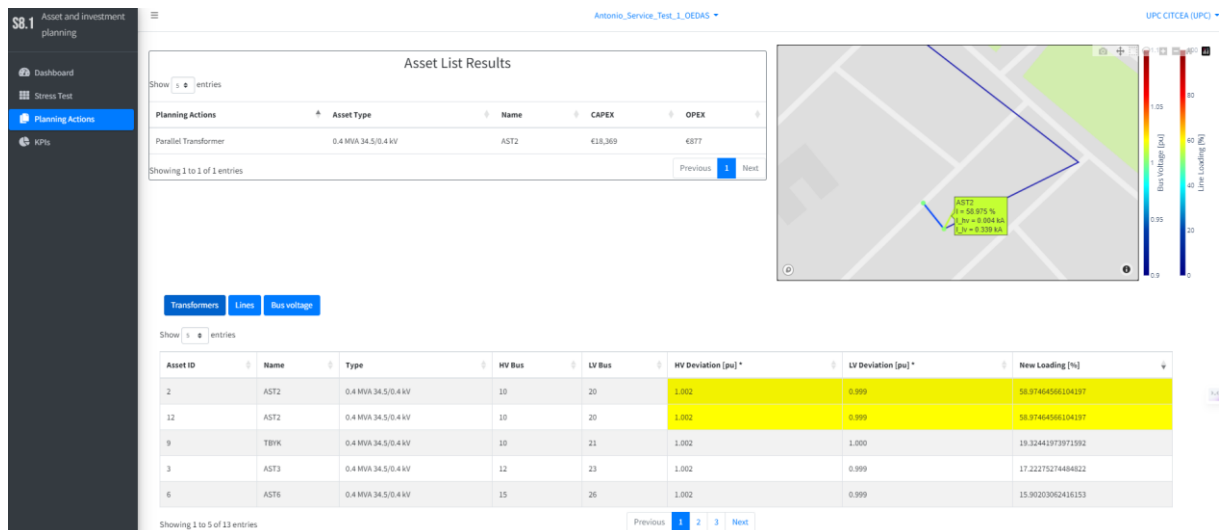 S8.1 Asset and investment planning
Antonio_Service_Test_1_OEDAS
UPC CITCEA (UPC)
Dashboard
Stress Test
Planning Actions
KPIs
Asset List Results
Show 5 entries
Planning Actions Asset Type Name CAPEX OPEX
Parallel Transformer 0.4 MVA 34.5/0.4 kV AST2 €18,369 €877
Showing 1 to 1 of 1 entries
Previous 1 Next
AST2
l = 58.975 %
I_hv = 0.004 kA
I_lv = 0.339 kA
1.05
1
0.95
0.9
Bus Voltage [pu]
80
60
40
20
0
Line Loading [%]
Transformers Lines Bus voltage
Show 5 entries
Asset ID Name Type HV Bus LV Bus HV Deviation [pu] * LV Deviation [pu] * New Loading [%]
2 AST2 0.4 MVA 34.5/0.4 kV 10 20 1.002 0.999 58.97464566104197
12 AST2 0.4 MVA 34.5/0.4 kV 10 20 1.002 0.999 58.97464566104197
9 TBYK 0.4 MVA 34.5/0.4 kV 10 21 1.002 1.000 19.32441973971592
3 AST3 0.4 MVA 34.5/0.4 kV 12 23 1.002 0.999 17.22275274484822
6 AST6 0.4 MVA 34.5/0.4 kV 15 26 1.002 0.999 15.90203062416153
Showing 1 to 5 of 13 entries
Previous 1 2 3 Next